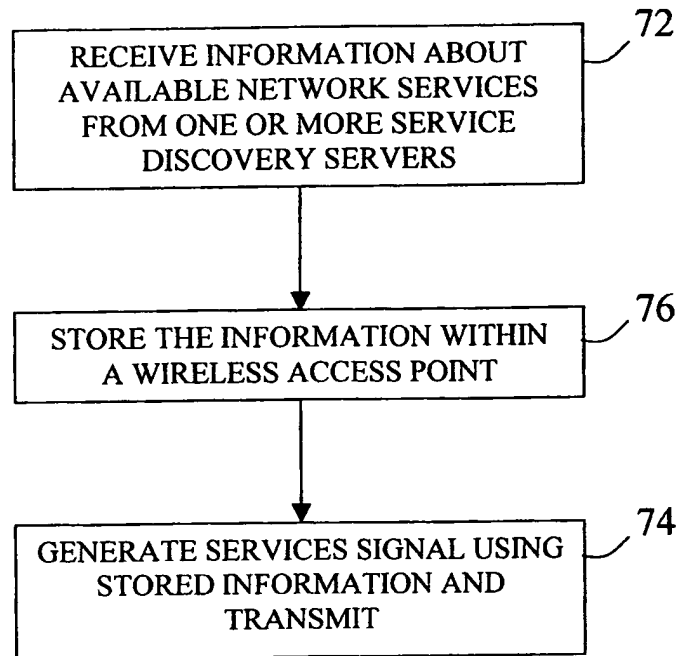 72
RECEIVE INFORMATION ABOUT
AVAILABLE NETWORK SERVICES
FROM ONE OR MORE SERVICE
DISCOVERY SERVERS
76
STORE THE INFORMATION WITHIN
A WIRELESS ACCESS POINT
74
GENERATE SERVICES SIGNAL USING
STORED INFORMATION AND
TRANSMIT